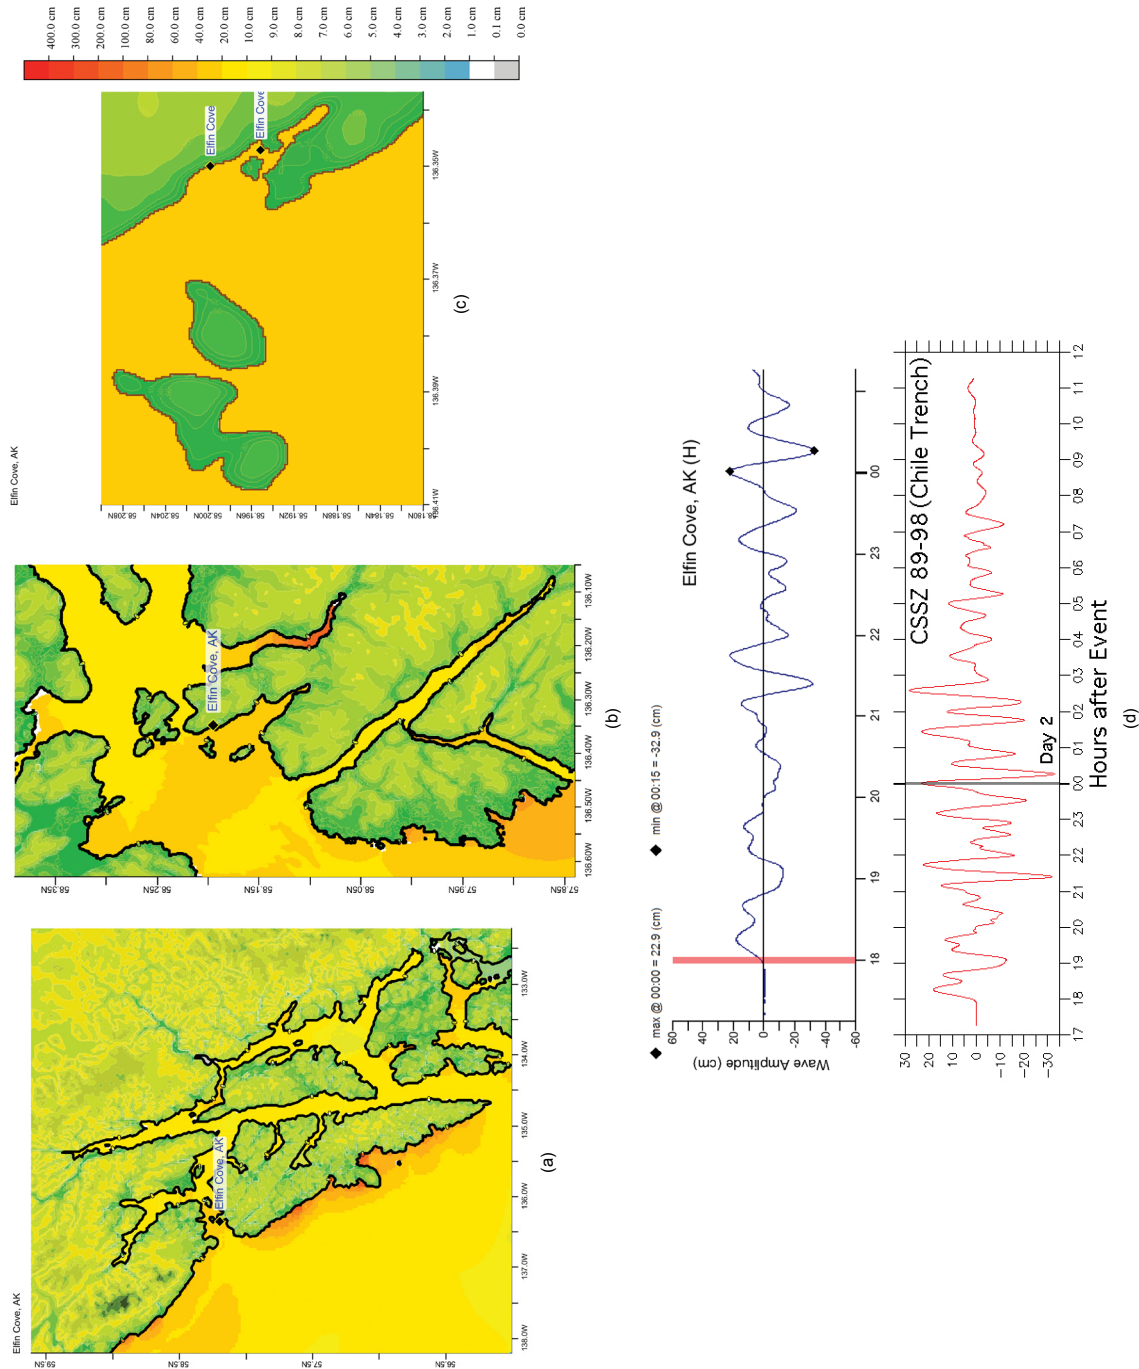 Elfin Cove, AK
59.5N
58.5N
57.5N
56.5N
138.0W
137.0W
136.0W
135.0W
134.0W
133.0W
Elfin Cove, AK
(a)
58.35N
58.25N
58.15N
58.05N
57.95N
57.85N
136.60W
136.50W
136.40W
136.30W
136.20W
136.10W
Elfin Cove, AK
(b)
Elfin Cove, AK
58.208N
58.204N
58.200N
58.196N
58.192N
58.188N
58.184N
58.180N
136.41W
136.39W
136.37W
136.35W
Elfin Cove
Elfin Cove
(c)
400.0 cm
300.0 cm
200.0 cm
100.0 cm
80.0 cm
60.0 cm
40.0 cm
20.0 cm
10.0 cm
9.0 cm
8.0 cm
7.0 cm
6.0 cm
5.0 cm
4.0 cm
3.0 cm
2.0 cm
1.0 cm
0.1 cm
0.0 cm
max @ 00:00 = 22.9 (cm)
min @ 00:15 = -32.9 (cm)
Elfin Cove, AK (H)
Wave Amplitude (cm)
60
40
20
0
-20
-40
-60
18
19
20
21
22
23
00
CSSZ 89-98 (Chile Trench)
30
20
10
0
-10
-20
-30
17
18
19
20
21
22
23
00
01
02
03
04
05
06
07
08
09
10
11
12
Day 2
Hours after Event
(d)